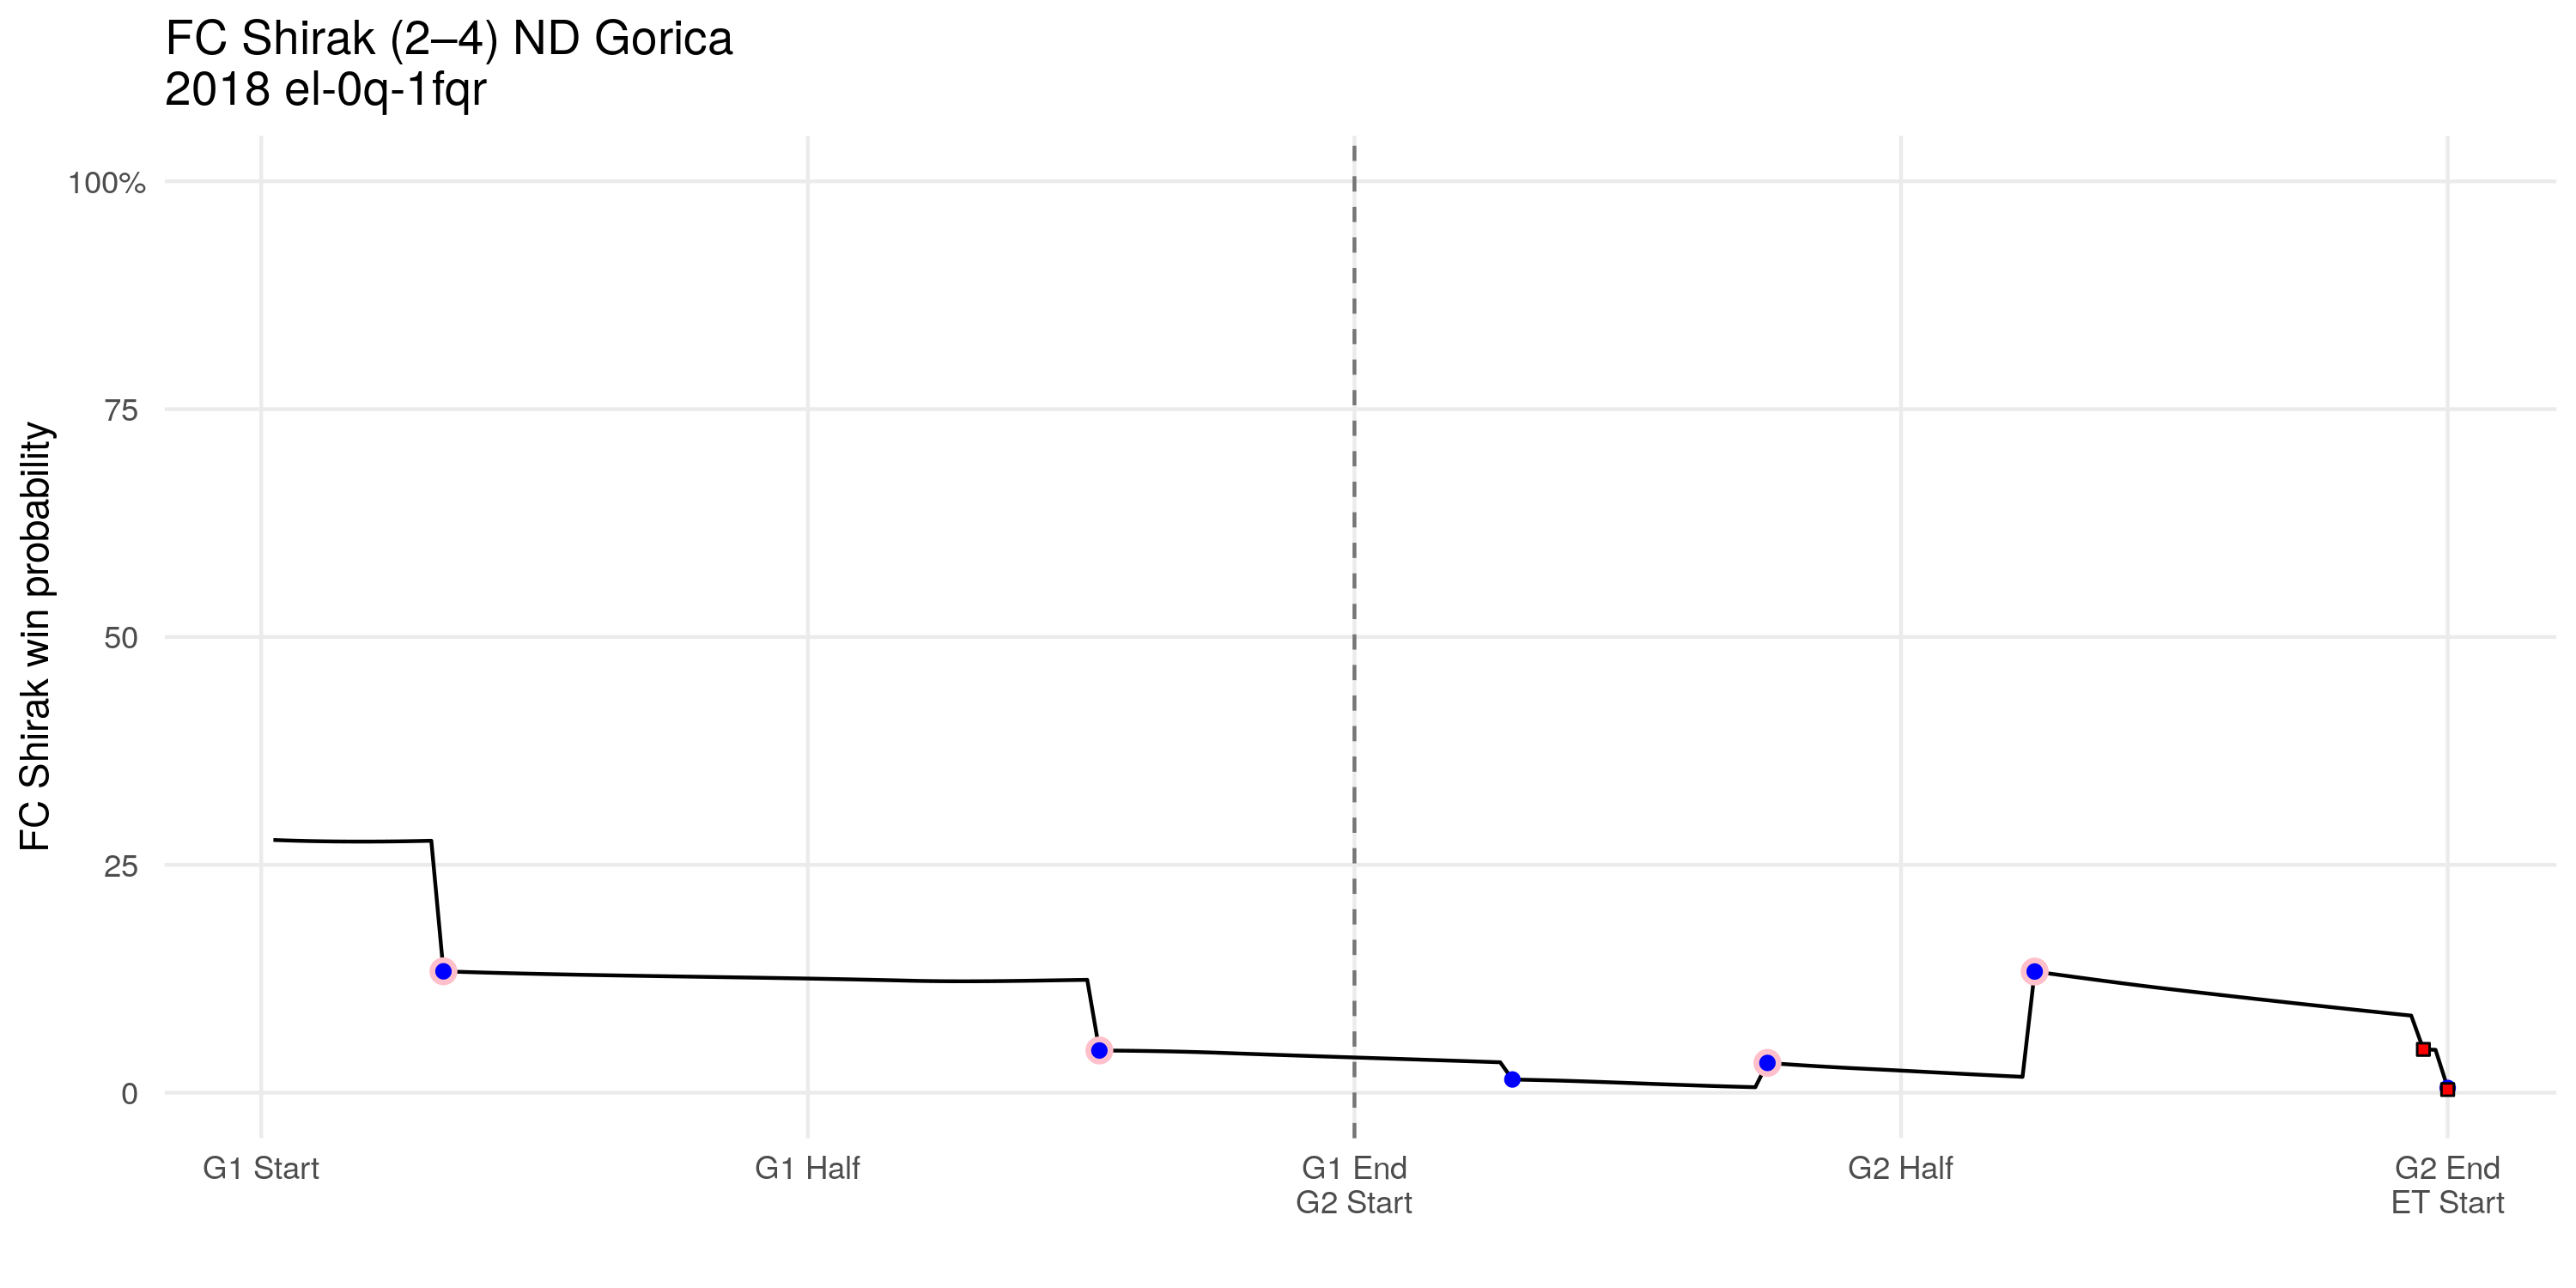 FC Shirak (2–4) ND Gorica
2018 el-0q-1fqr
FC Shirak win probability
100%
75
50
25
0
G1 Start
G1 Half
G1 End
G2 Start
G2 Half
G2 End
ET Start